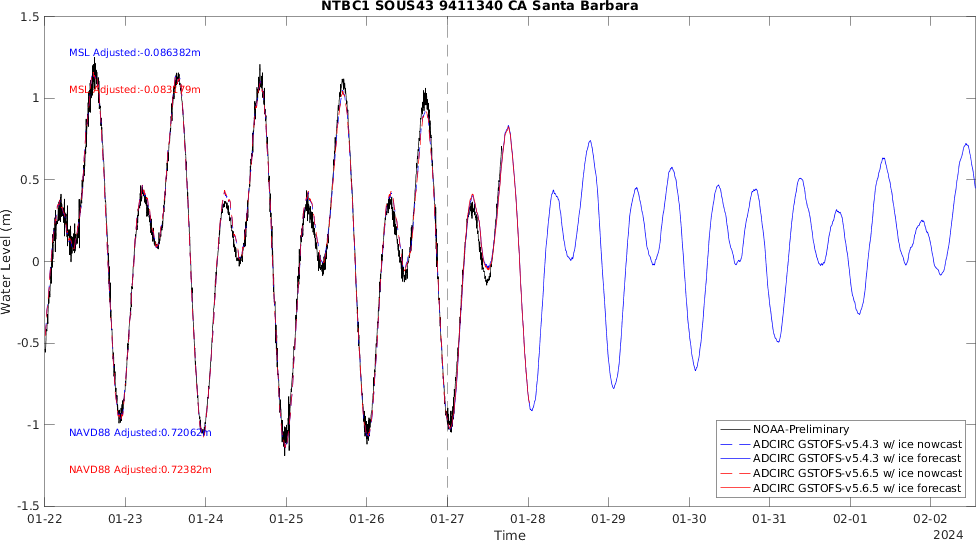 NTBC1 SOUS43 9411340 CA Santa Barbara
1.5
MSL Adjusted:-0.086382m
1
MSL Adjusted:-0.083179m
0.5
Water Level (m)
0
-0.5
-1
NAVD88 Adjusted:0.72062m
NAVD88 Adjusted:0.72382m
-1.5
NOAA-Preliminary
ADCIRC GSTOFS-v5.4.3 w/ ice nowcast
ADCIRC GSTOFS-v5.4.3 w/ ice forecast
ADCIRC GSTOFS-v5.6.5 w/ ice nowcast
ADCIRC GSTOFS-v5.6.5 w/ ice forecast
01-22 01-23 01-24 01-25 01-26 01-27 01-28 01-29 01-30 01-31 02-01 02-02
Time
2024